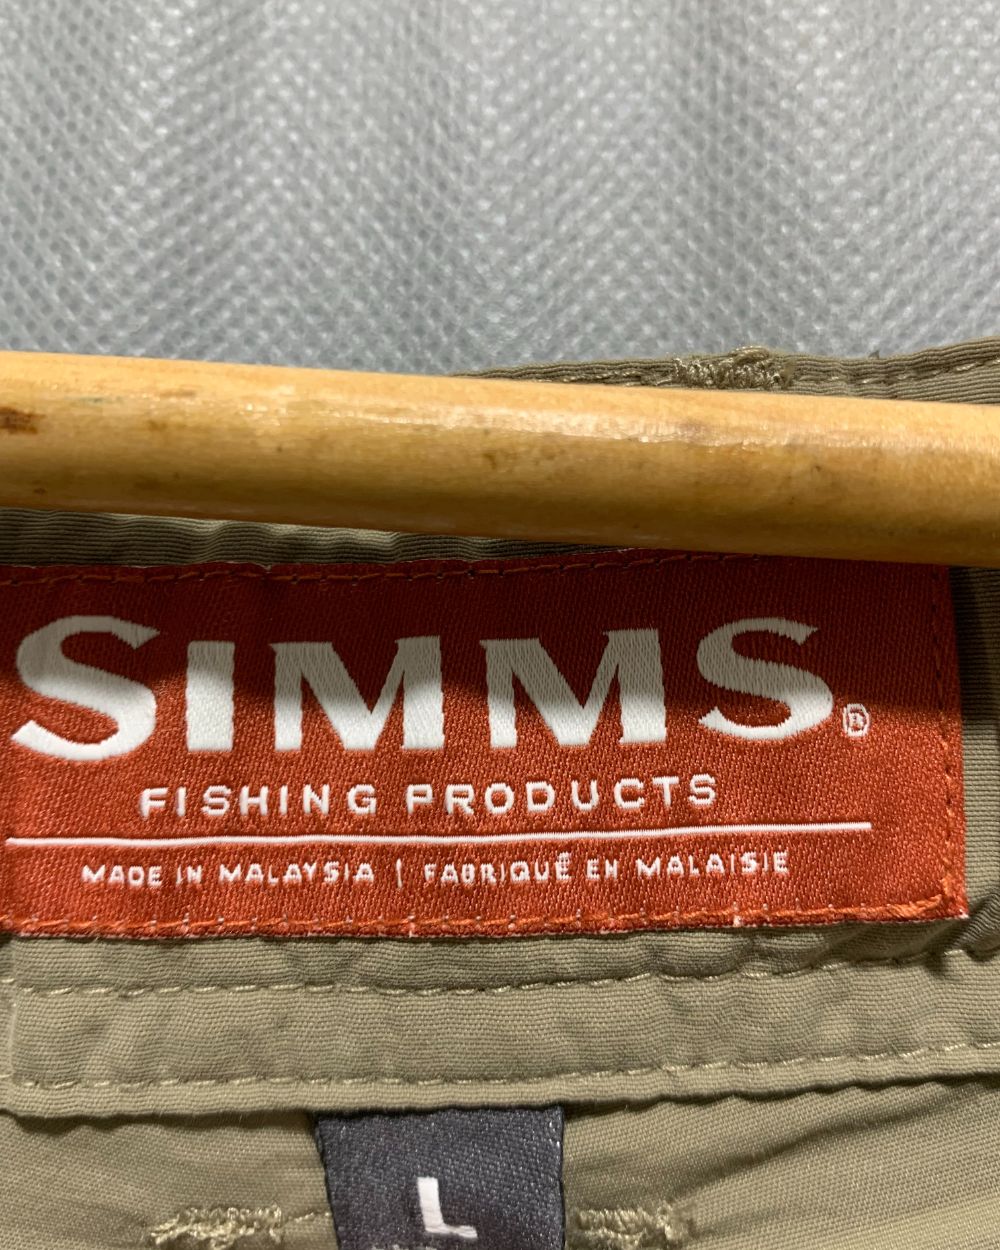 SIMMS®
FISHING PRODUCTS
MADE IN MALAYSIA | FABRIQUÉ EN MALAISIE
L